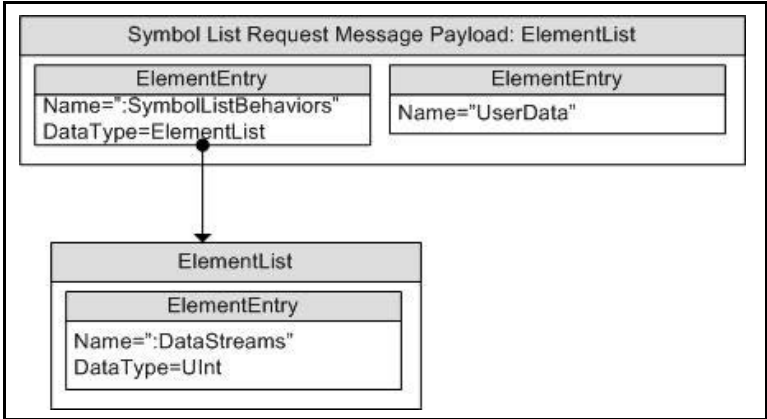 Symbol List Request Message Payload: ElementList
ElementEntry
Name=":SymbolListBehaviors"
DataType=ElementList
ElementEntry
Name="UserData"
ElementList
ElementEntry
Name=":DataStreams"
DataType=UInt